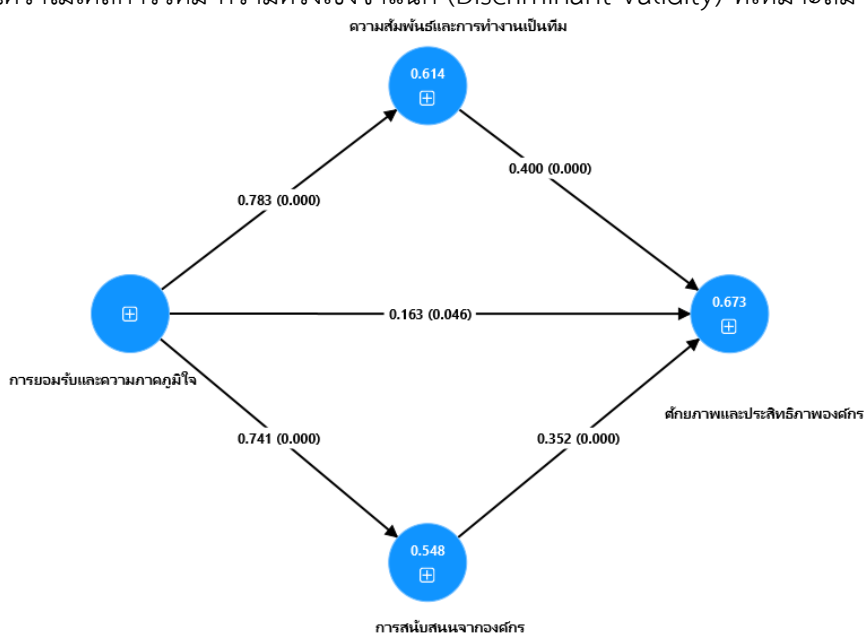 (Discriminant Validity)
ความสัมพันธ์และการทำงานเป็นทีม
0.614
0.400 (0.000)
0.783 (0.000)
0.673
0.163 (0.046)
การยอมรับและความภาคภูมิใจ
ศักยภาพและประสิทธิภาพองค์กร
0.741 (0.000)
0.352 (0.000)
0.548
การสนับสนุนจากองค์กร